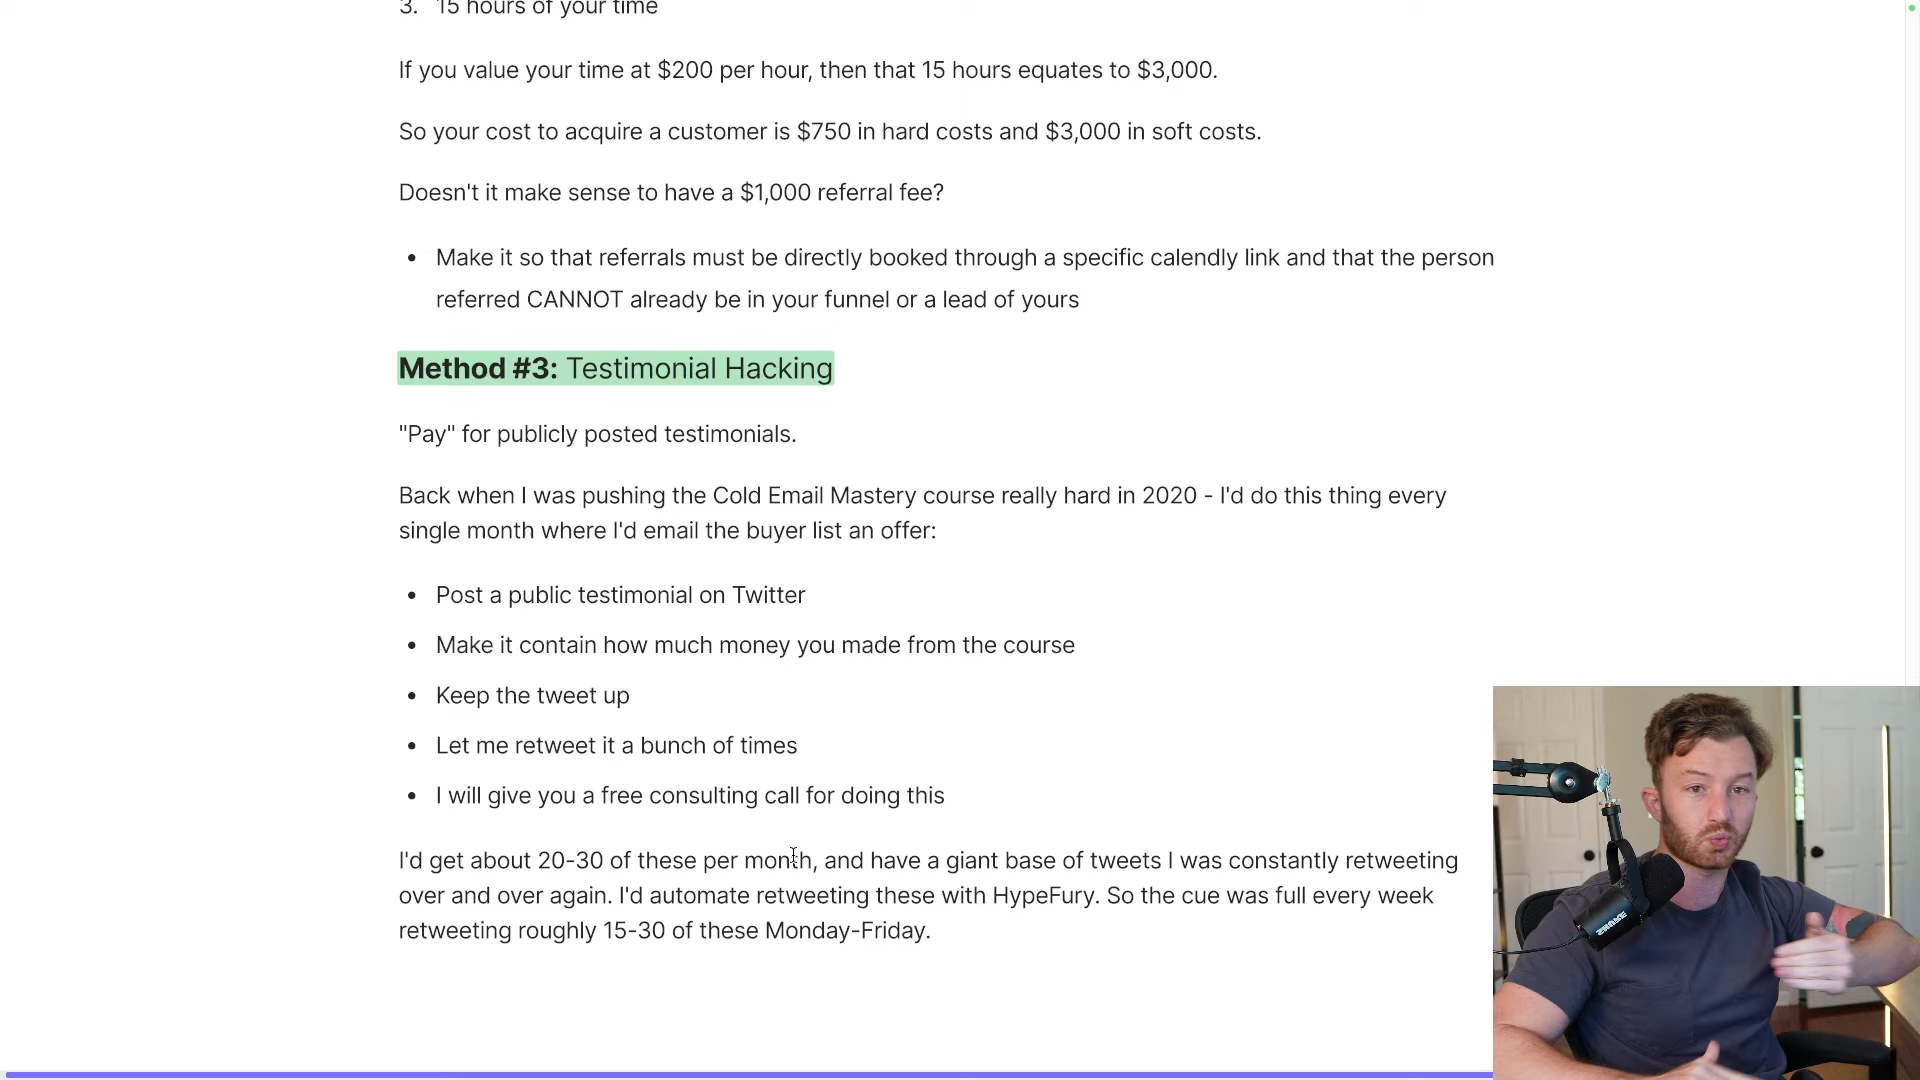 3. 15 hours of your time
If you value your time at $200 per hour, then that 15 hours equates to $3,000.
So your cost to acquire a customer is $750 in hard costs and $3,000 in soft costs.
Doesn't it make sense to have a $1,000 referral fee?
• Make it so that referrals must be directly booked through a specific calendly link and that the person
referred CANNOT already be in your funnel or a lead of yours
Method #3: Testimonial Hacking
"Pay" for publicly posted testimonials.
Back when I was pushing the Cold Email Mastery course really hard in 2020 - I'd do this thing every
single month where I'd email the buyer list an offer:
• Post a public testimonial on Twitter
• Make it contain how much money you made from the course
• Keep the tweet up
• Let me retweet it a bunch of times
• I will give you a free consulting call for doing this
I'd get about 20-30 of these per month, and have a giant base of tweets I was constantly retweeting
over and over again. I'd automate retweeting these with HypeFury. So the cue was full every week
retweeting roughly 15-30 of these Monday-Friday.
SHURE